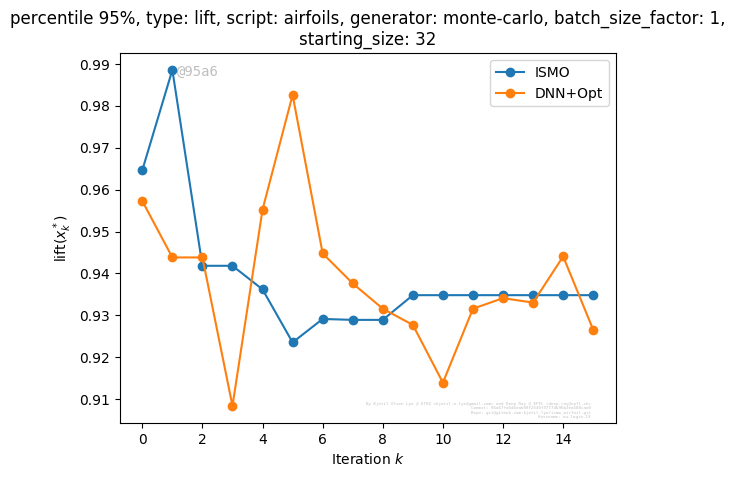 percentile 95%, type: lift, script: airfoils, generator: monte-carlo, batch_size_factor: 1,
starting_size: 32
@95a6
ISMO
DNN+Opt
0.99
0.98
0.97
0.96
0.95
0.94
0.93
0.92
0.91
lift(x*k)
0 2 4 6 8 10 12 14
Iteration k